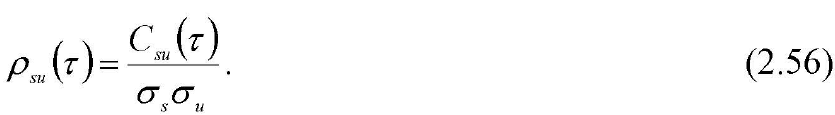 ρ_su(τ) = C_su(τ) / σ_s σ_u . (2.56)